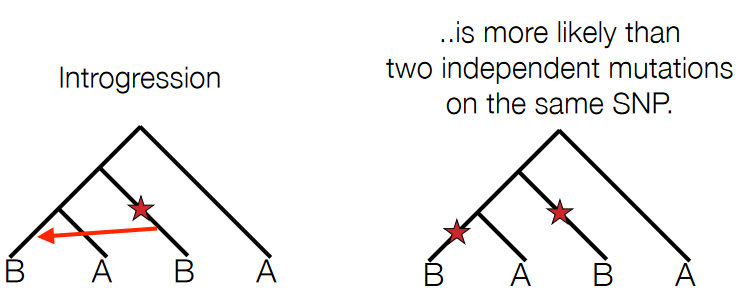 Introgression
..is more likely than
two independent mutations
on the same SNP.
B A B A
B A B A